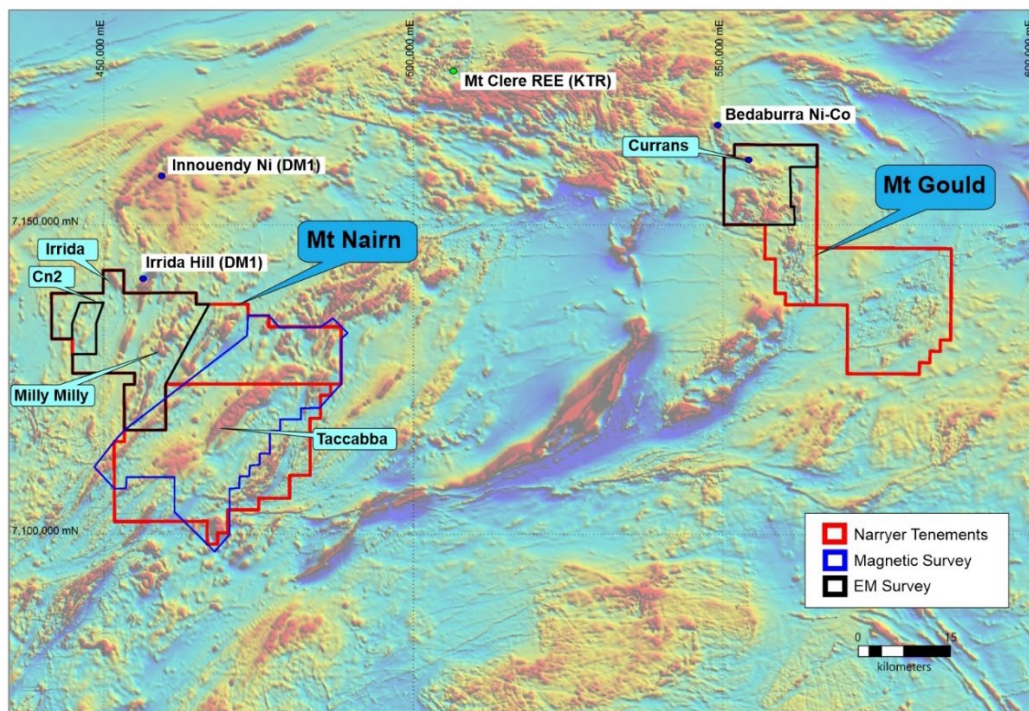 450,000 mE
500,000 mE
550,000 mE
600,000 mE
Mt Clere REE (KTR)
Bedaburra Ni-Co
Currans
Innouendy Ni (DM1)
Mt Gould
7,150,000 mN
Mt Nairn
Irrida
Irrida Hill (DM1)
Cn2
Milly Milly
Taccabba
7,100,000 mN
Narryer Tenements
Magnetic Survey
EM Survey
0 15
kilometers